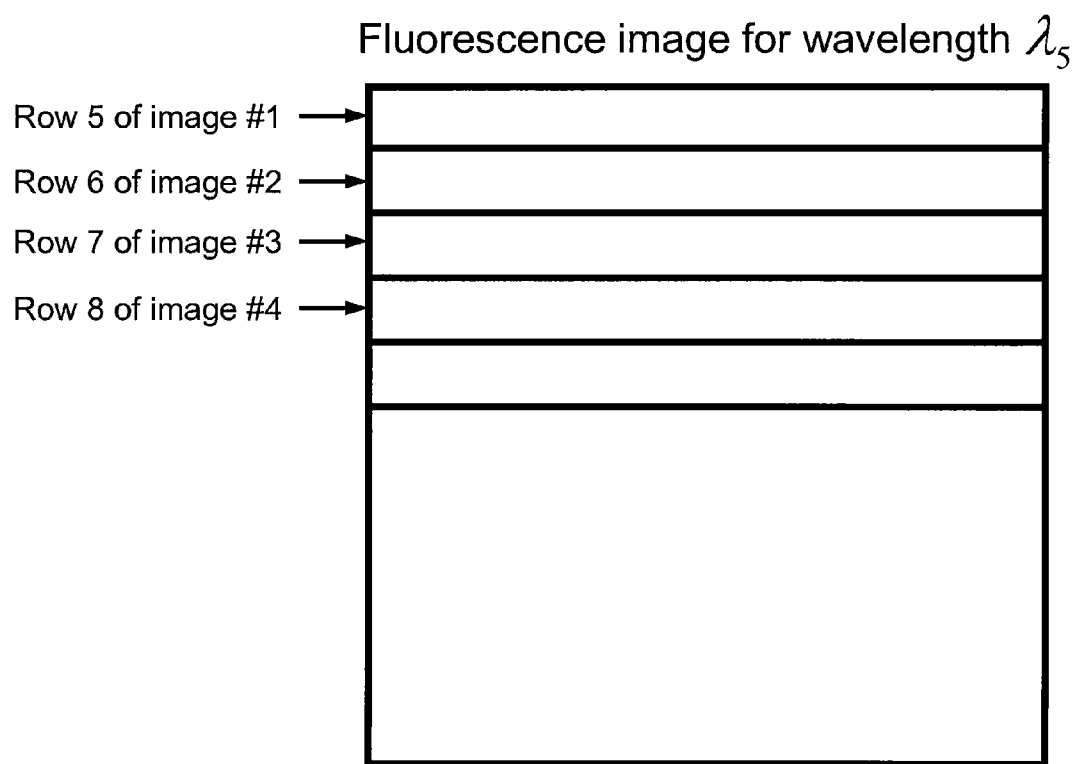 Fluorescence image for wavelength λ₅
Row 5 of image #1
Row 6 of image #2
Row 7 of image #3
Row 8 of image #4